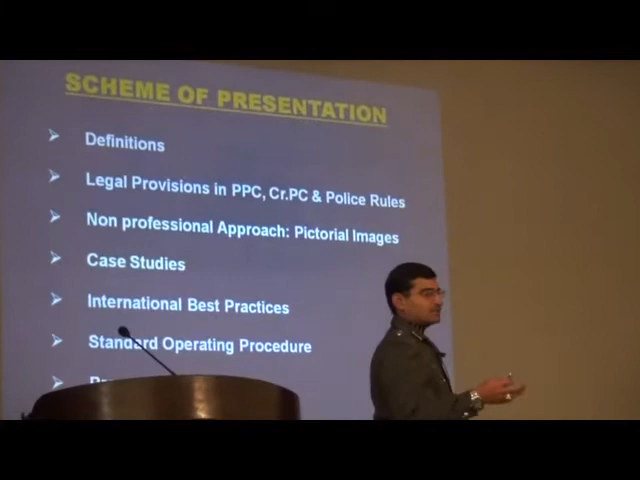 SCHEME OF PRESENTATION
Definitions
Legal Provisions in PPC, Cr.PC & Police Rules
Non professional Approach: Pictorial Images
Case Studies
International Best Practices
Standard Operating Procedure